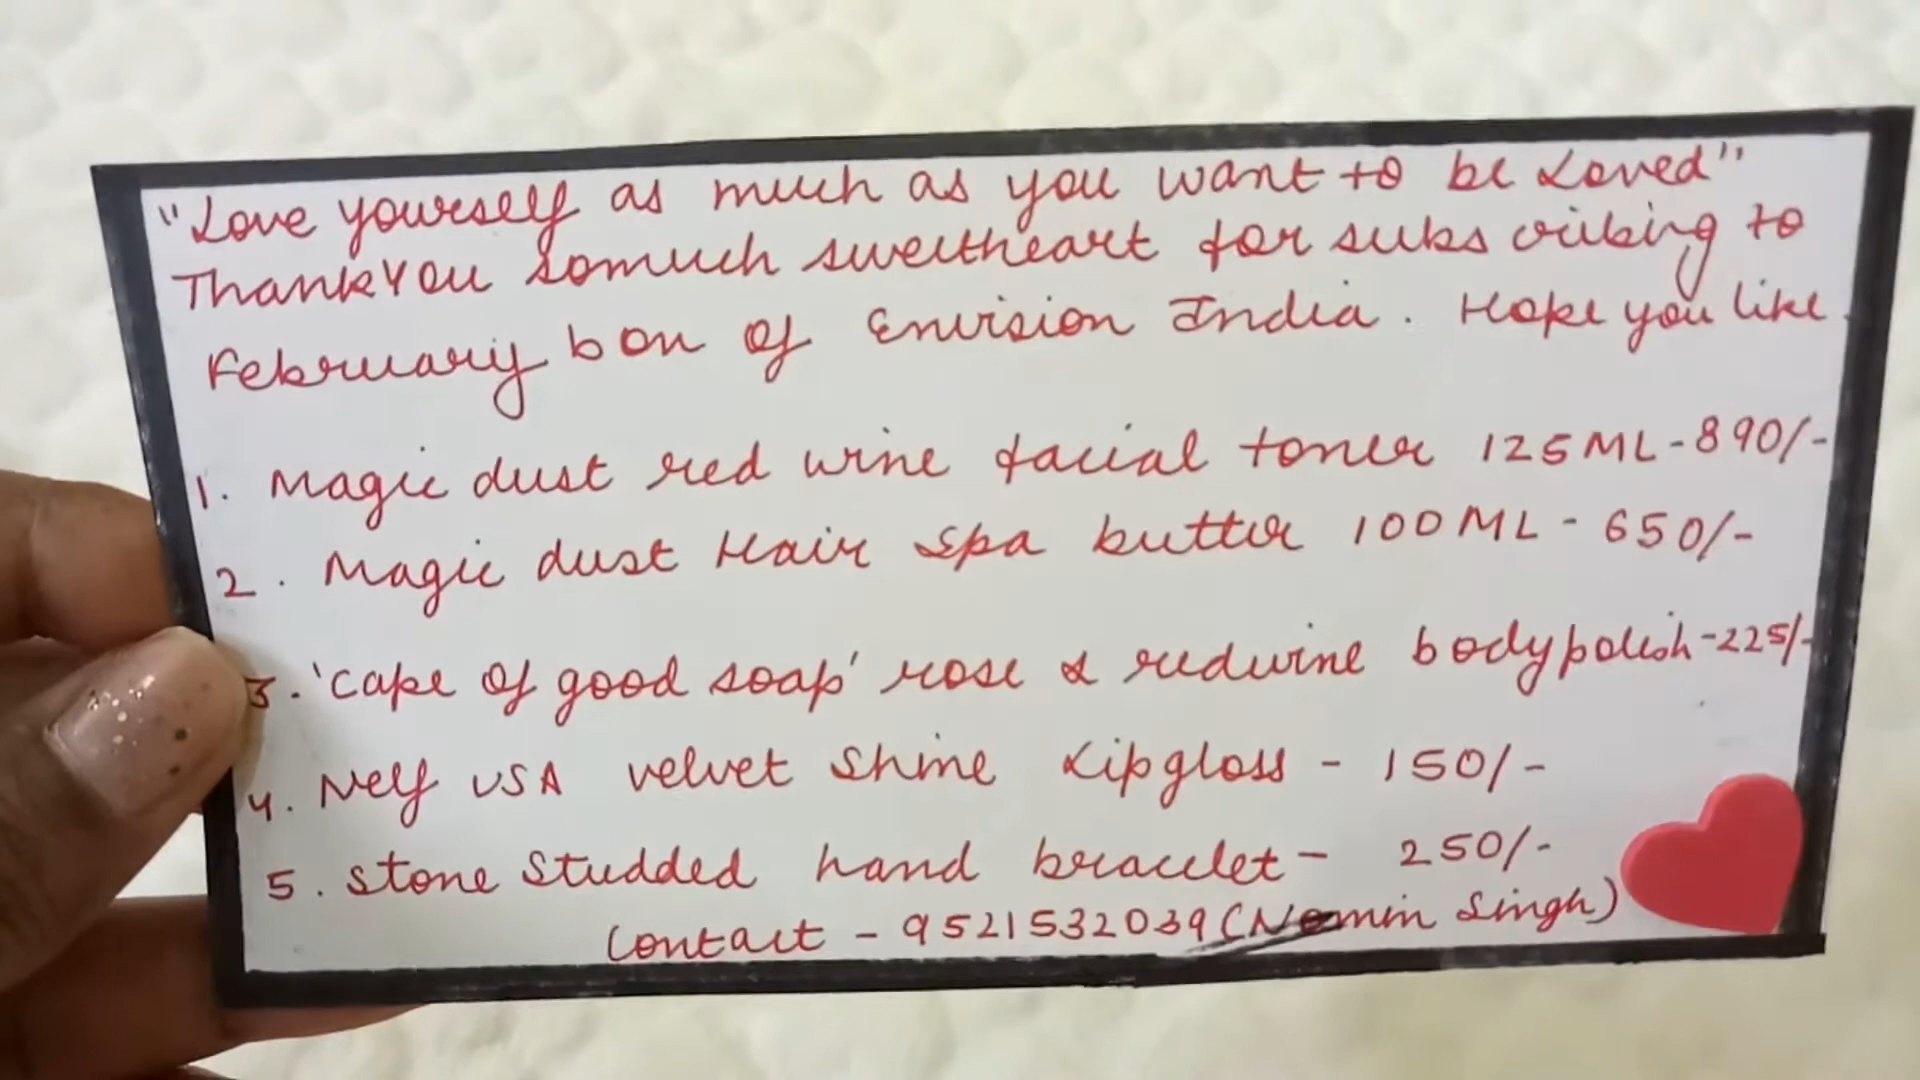 "Love yourself as much as you want to be Loved"
ThankYou somuch sweetheart for subscribing to
February box of Envision India. Hope you like
1. Magic dust red wine facial toner 125ML-890/-
2. Magic dust Hair Spa butter 100ML - 650/-
3. 'cape of good soap' rose & redwine bodypolish-225/-
4. Nelf USA velvet Shine Lipgloss - 150/-
5. Stone Studded hand bracelet - 250/-
Contact - 9521532039 (Singh)